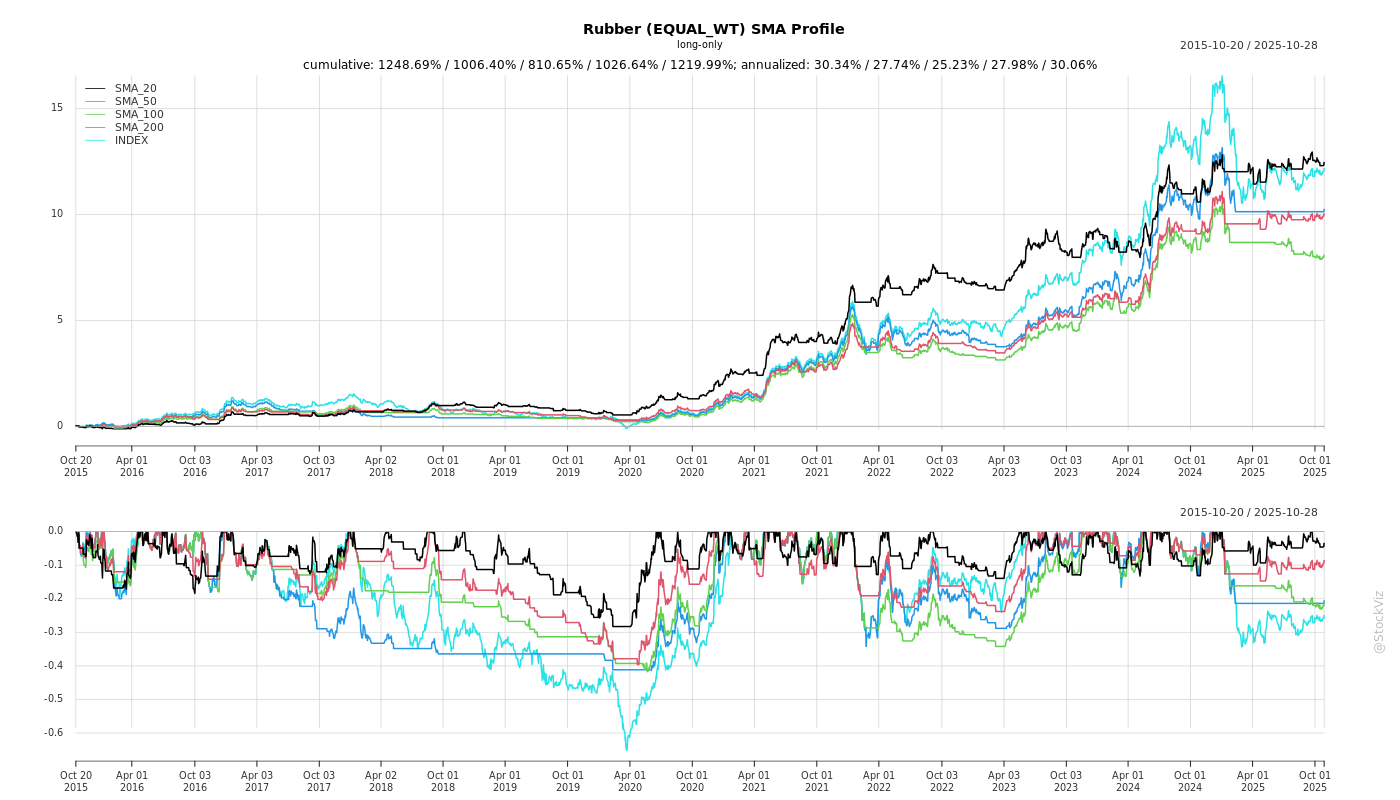 Rubber (EQUAL_WT) SMA Profile
long-only
2015-10-20 / 2025-10-28
cumulative: 1248.69% / 1006.40% / 810.65% / 1026.64% / 1219.99%; annualized: 30.34% / 27.74% / 25.23% / 27.98% / 30.06%
SMA_20
SMA_50
SMA_100
SMA_200
INDEX
15
10
5
0
Oct 20 Apr 01 Oct 03 Apr 03 Oct 03 Apr 02 Oct 01 Apr 01 Oct 01 Apr 01 Oct 01 Apr 01 Oct 01 Apr 01 Oct 03 Apr 03 Oct 03 Apr 01 Oct 01 Apr 01 Oct 01
2015 2016 2016 2017 2017 2018 2018 2019 2019 2020 2020 2021 2021 2022 2022 2023 2023 2024 2024 2025 2025
2015-10-20 / 2025-10-28
0.0
-0.1
-0.2
-0.3
-0.4
-0.5
-0.6
Oct 20 Apr 01 Oct 03 Apr 03 Oct 03 Apr 02 Oct 01 Apr 01 Oct 01 Apr 01 Oct 01 Apr 01 Oct 01 Apr 01 Oct 03 Apr 03 Oct 03 Apr 01 Oct 01 Apr 01 Oct 01
2015 2016 2016 2017 2017 2018 2018 2019 2019 2020 2020 2021 2021 2022 2022 2023 2023 2024 2024 2025 2025
@StockViz